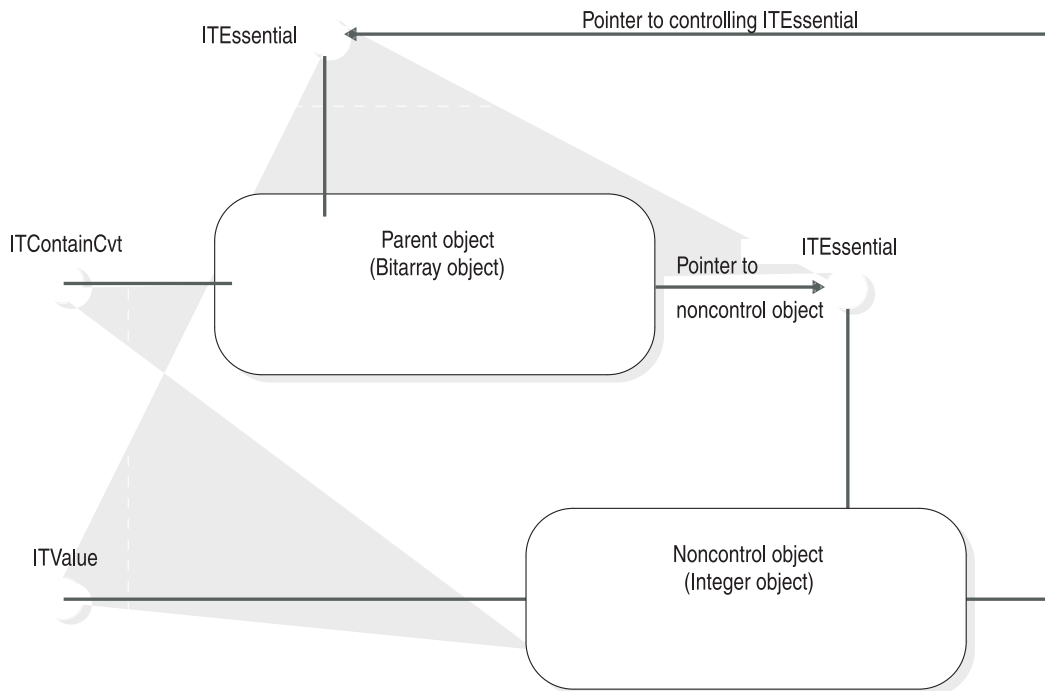 Pointer to controlling ITEssential
ITEssential
Parent object
(Bitarray object)
ITContainCvt
ITEssential
Pointer to
noncontrol object
ITValue
Noncontrol object
(Integer object)